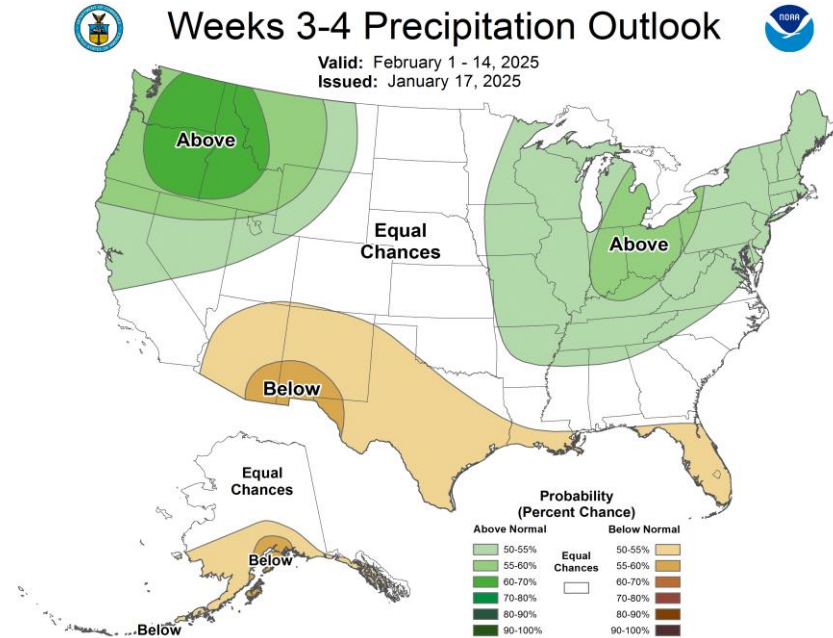 Weeks 3-4 Precipitation Outlook
NOAA
Valid: February 1 - 14, 2025
Issued: January 17, 2025
Above
Equal
Chances
Above
Below
Equal
Chances
Below
Below
Probability
(Percent Chance)
Above Normal
Below Normal
50-55%
55-60%
60-70%
70-80%
80-90%
90-100%
Equal
Chances
50-55%
55-60%
60-70%
70-80%
80-90%
90-100%